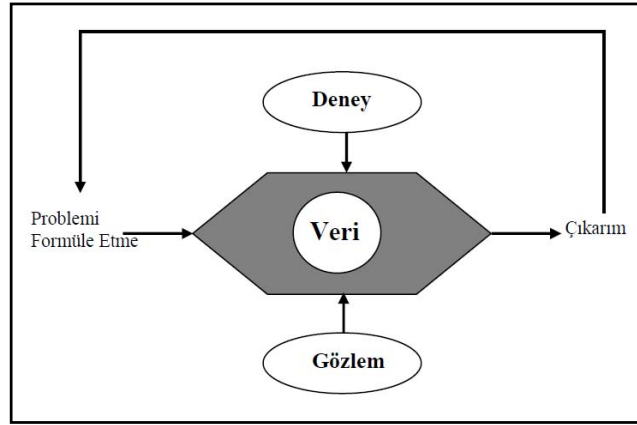 Deney
Problemi
Formüle Etme
Veri
Çıkarım
Gözlem